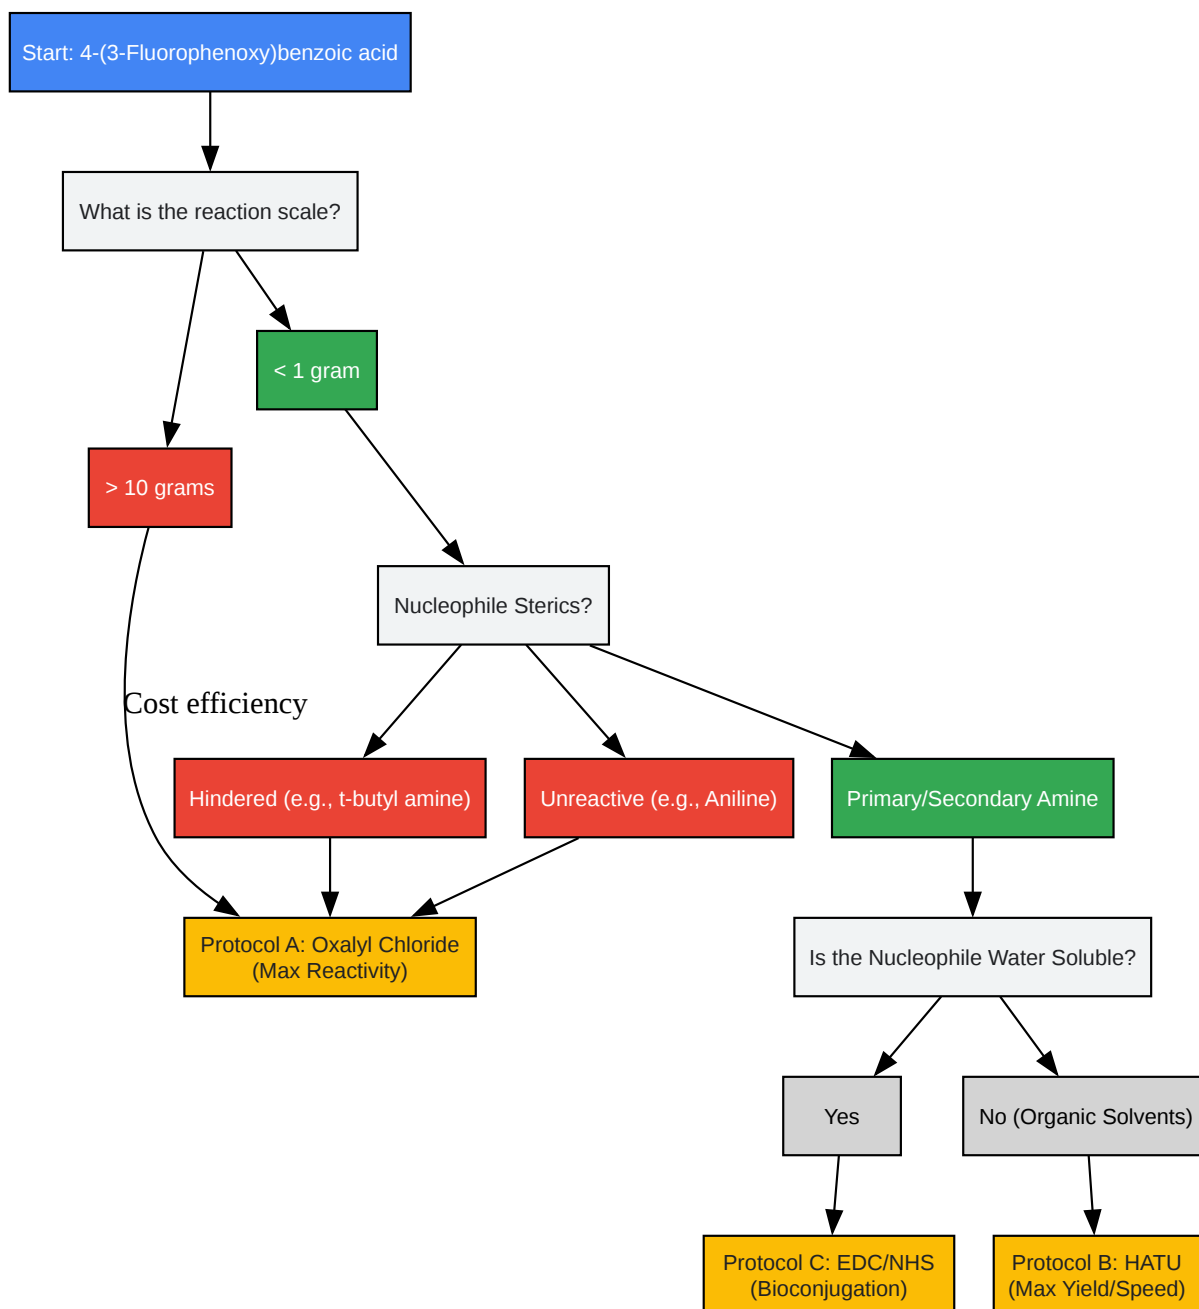 Start: 4-(3-Fluorophenoxy)benzoic acid
What is the reaction scale?
< 1 gram
> 10 grams
Nucleophile Sterics?
Cost efficiency
Hindered (e.g., t-butyl amine)
Unreactive (e.g., Aniline)
Primary/Secondary Amine
Protocol A: Oxalyl Chloride
(Max Reactivity)
Is the Nucleophile Water Soluble?
Yes
No (Organic Solvents)
Protocol C: EDC/NHS
(Bioconjugation)
Protocol B: HATU
(Max Yield/Speed)